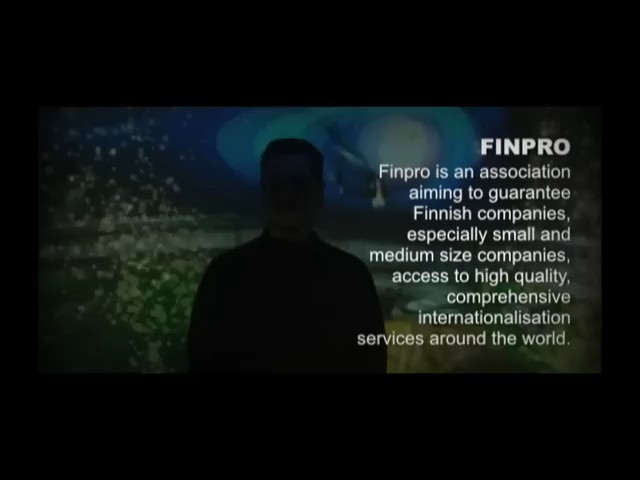 FINPRO
Finpro is an association
aiming to guarantee
Finnish companies,
especially small and
medium size companies,
access to high quality,
comprehensive
internationalisation
services around the world.